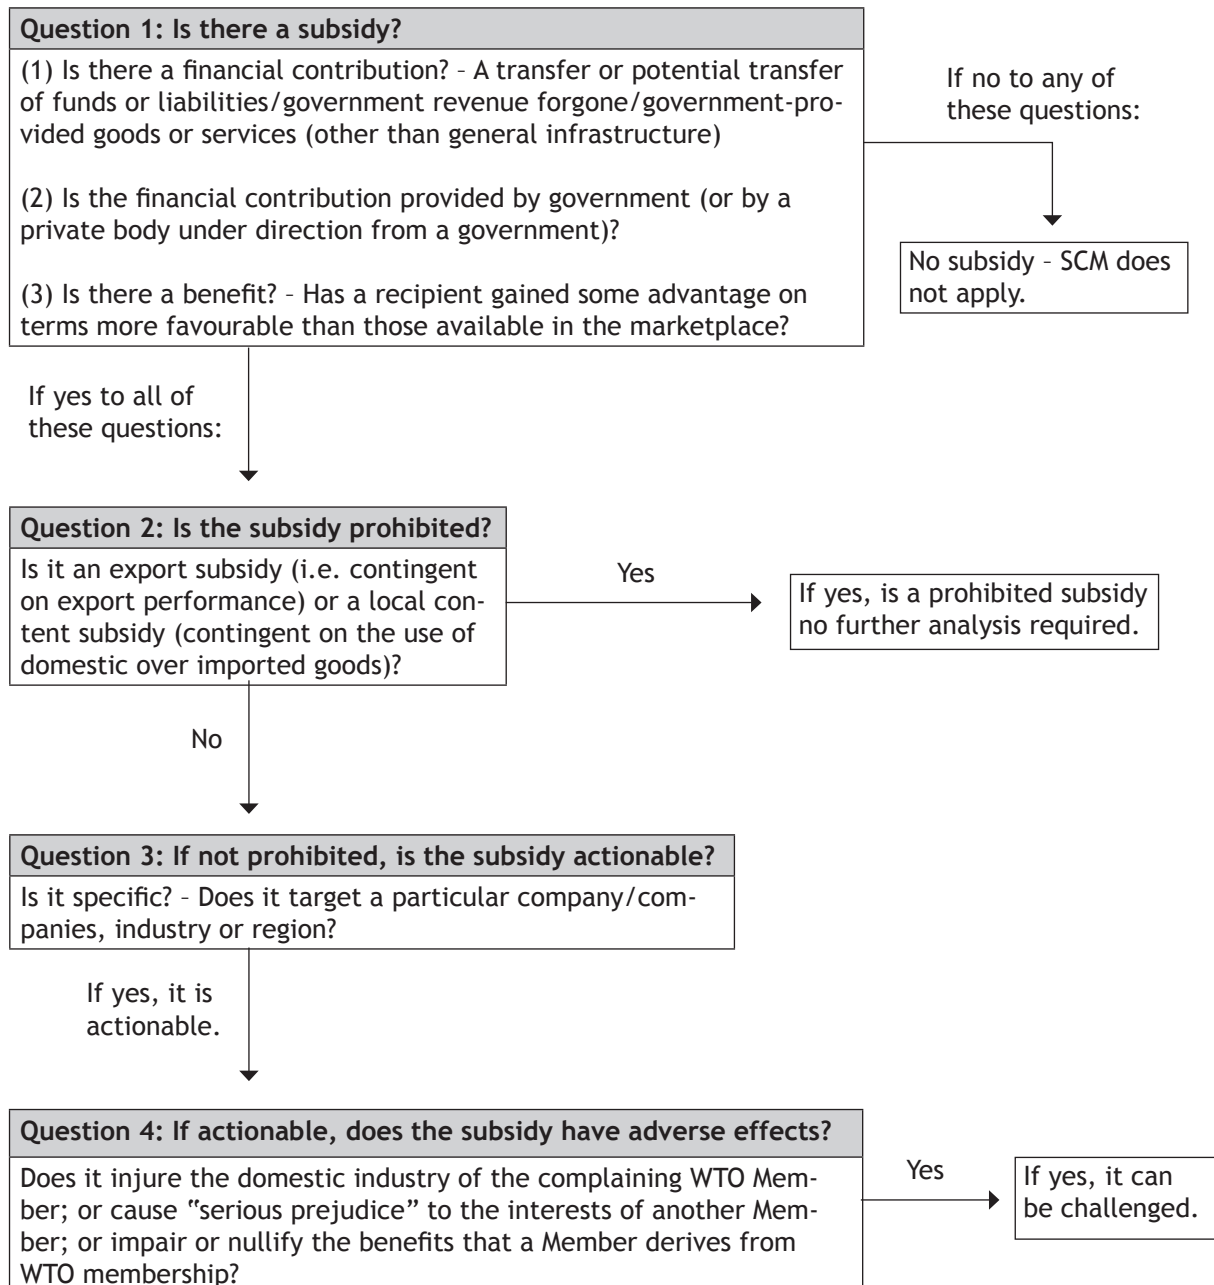 Question 1: Is there a subsidy?
(1) Is there a financial contribution? – A transfer or potential transfer
of funds or liabilities/government revenue forgone/government-pro-
vided goods or services (other than general infrastructure)
(2) Is the financial contribution provided by government (or by a
private body under direction from a government)?
(3) Is there a benefit? – Has a recipient gained some advantage on
terms more favourable than those available in the marketplace?
If no to any of
these questions:
No subsidy – SCM does
not apply.
If yes to all of
these questions:
Question 2: Is the subsidy prohibited?
Is it an export subsidy (i.e. contingent
on export performance) or a local con-
tent subsidy (contingent on the use of
domestic over imported goods)?
Yes
If yes, is a prohibited subsidy
no further analysis required.
No
Question 3: If not prohibited, is the subsidy actionable?
Is it specific? – Does it target a particular company/com-
panies, industry or region?
If yes, it is
actionable.
Question 4: If actionable, does the subsidy have adverse effects?
Does it injure the domestic industry of the complaining WTO Mem-
ber; or cause “serious prejudice” to the interests of another Mem-
ber; or impair or nullify the benefits that a Member derives from
WTO membership?
Yes
If yes, it can
be challenged.